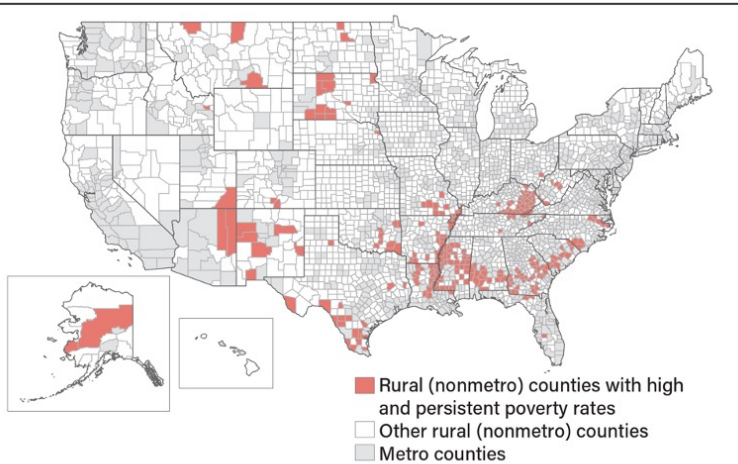 Rural (nonmetro) counties with high
and persistent poverty rates
Other rural (nonmetro) counties
Metro counties